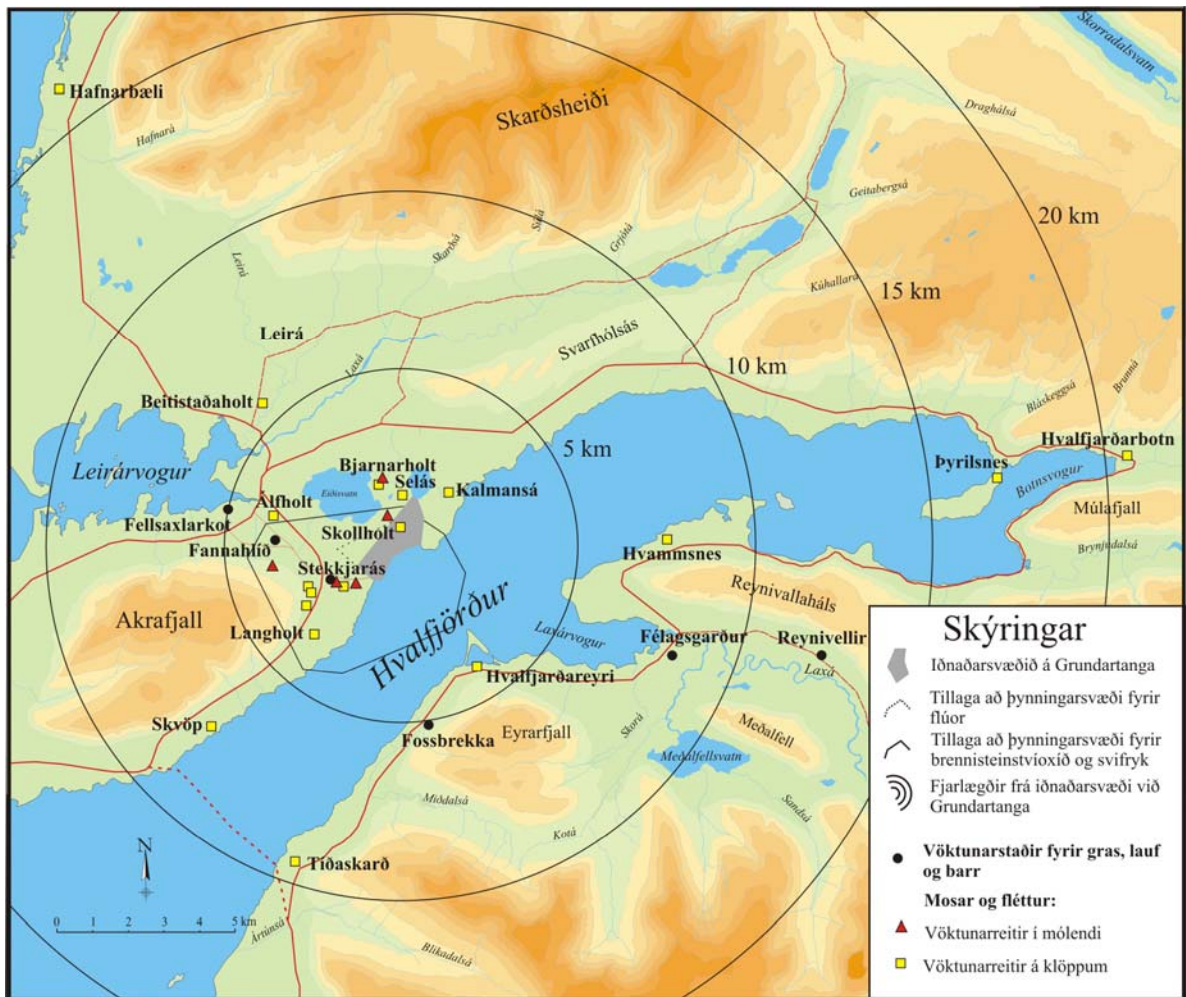 Skorradalsvatn
Hafnarbæli
Skarðsheiði
Draghálsá
Hafnará
Geitabergsá
20 km
Skarðsá
Grjótá
Leirá
Kúhallará
15 km
Leirá
Svarfhólsás
Laxá
10 km
Bláskeggsá
Brunná
Beitistaðaholt
Hvalfjarðarbotn
5 km
Leirárvogur
Bjarnarholt
Selás
Eiðisvatn
Kalmansá
Þyrilsnes
Botnsvogur
Múlafjall
Álfholt
Fellsaxlarkot
Skollholt
Fannahlíð
Hvammsnes
Brynjudalsá
Stekkjarás
Reynivallaháls
Akrafjall
Langholt
Hvalfjörður
Laxárvogur
Félagsgarður
Reynivellir
Laxá
Hvalfjarðareyri
Skvöp
Fossbrekka
Eyrarfjall
Skorá
Meðalfell
Meðalfellsvatn
Miðdalsá
Sandsá
Kotá
N
Tíðaskarð
0 1 2 3 4 5 km
Ártúnsá
Blikadalsá
Skýringar
Iðnaðarsvæðið á Grundartanga
Tillaga að þynningarsvæði fyrir
flúor
Tillaga að þynningarsvæði fyrir
brennisteinstvioxíð og svifryk
Fjarlægðir frá iðnaðarsvæði við
Grundartanga
Vöktunarstaðir fyrir gras, lauf
og barr
Mosar og fléttur:
Vöktunarreitir í mólendi
Vöktunarreitir á klöppum